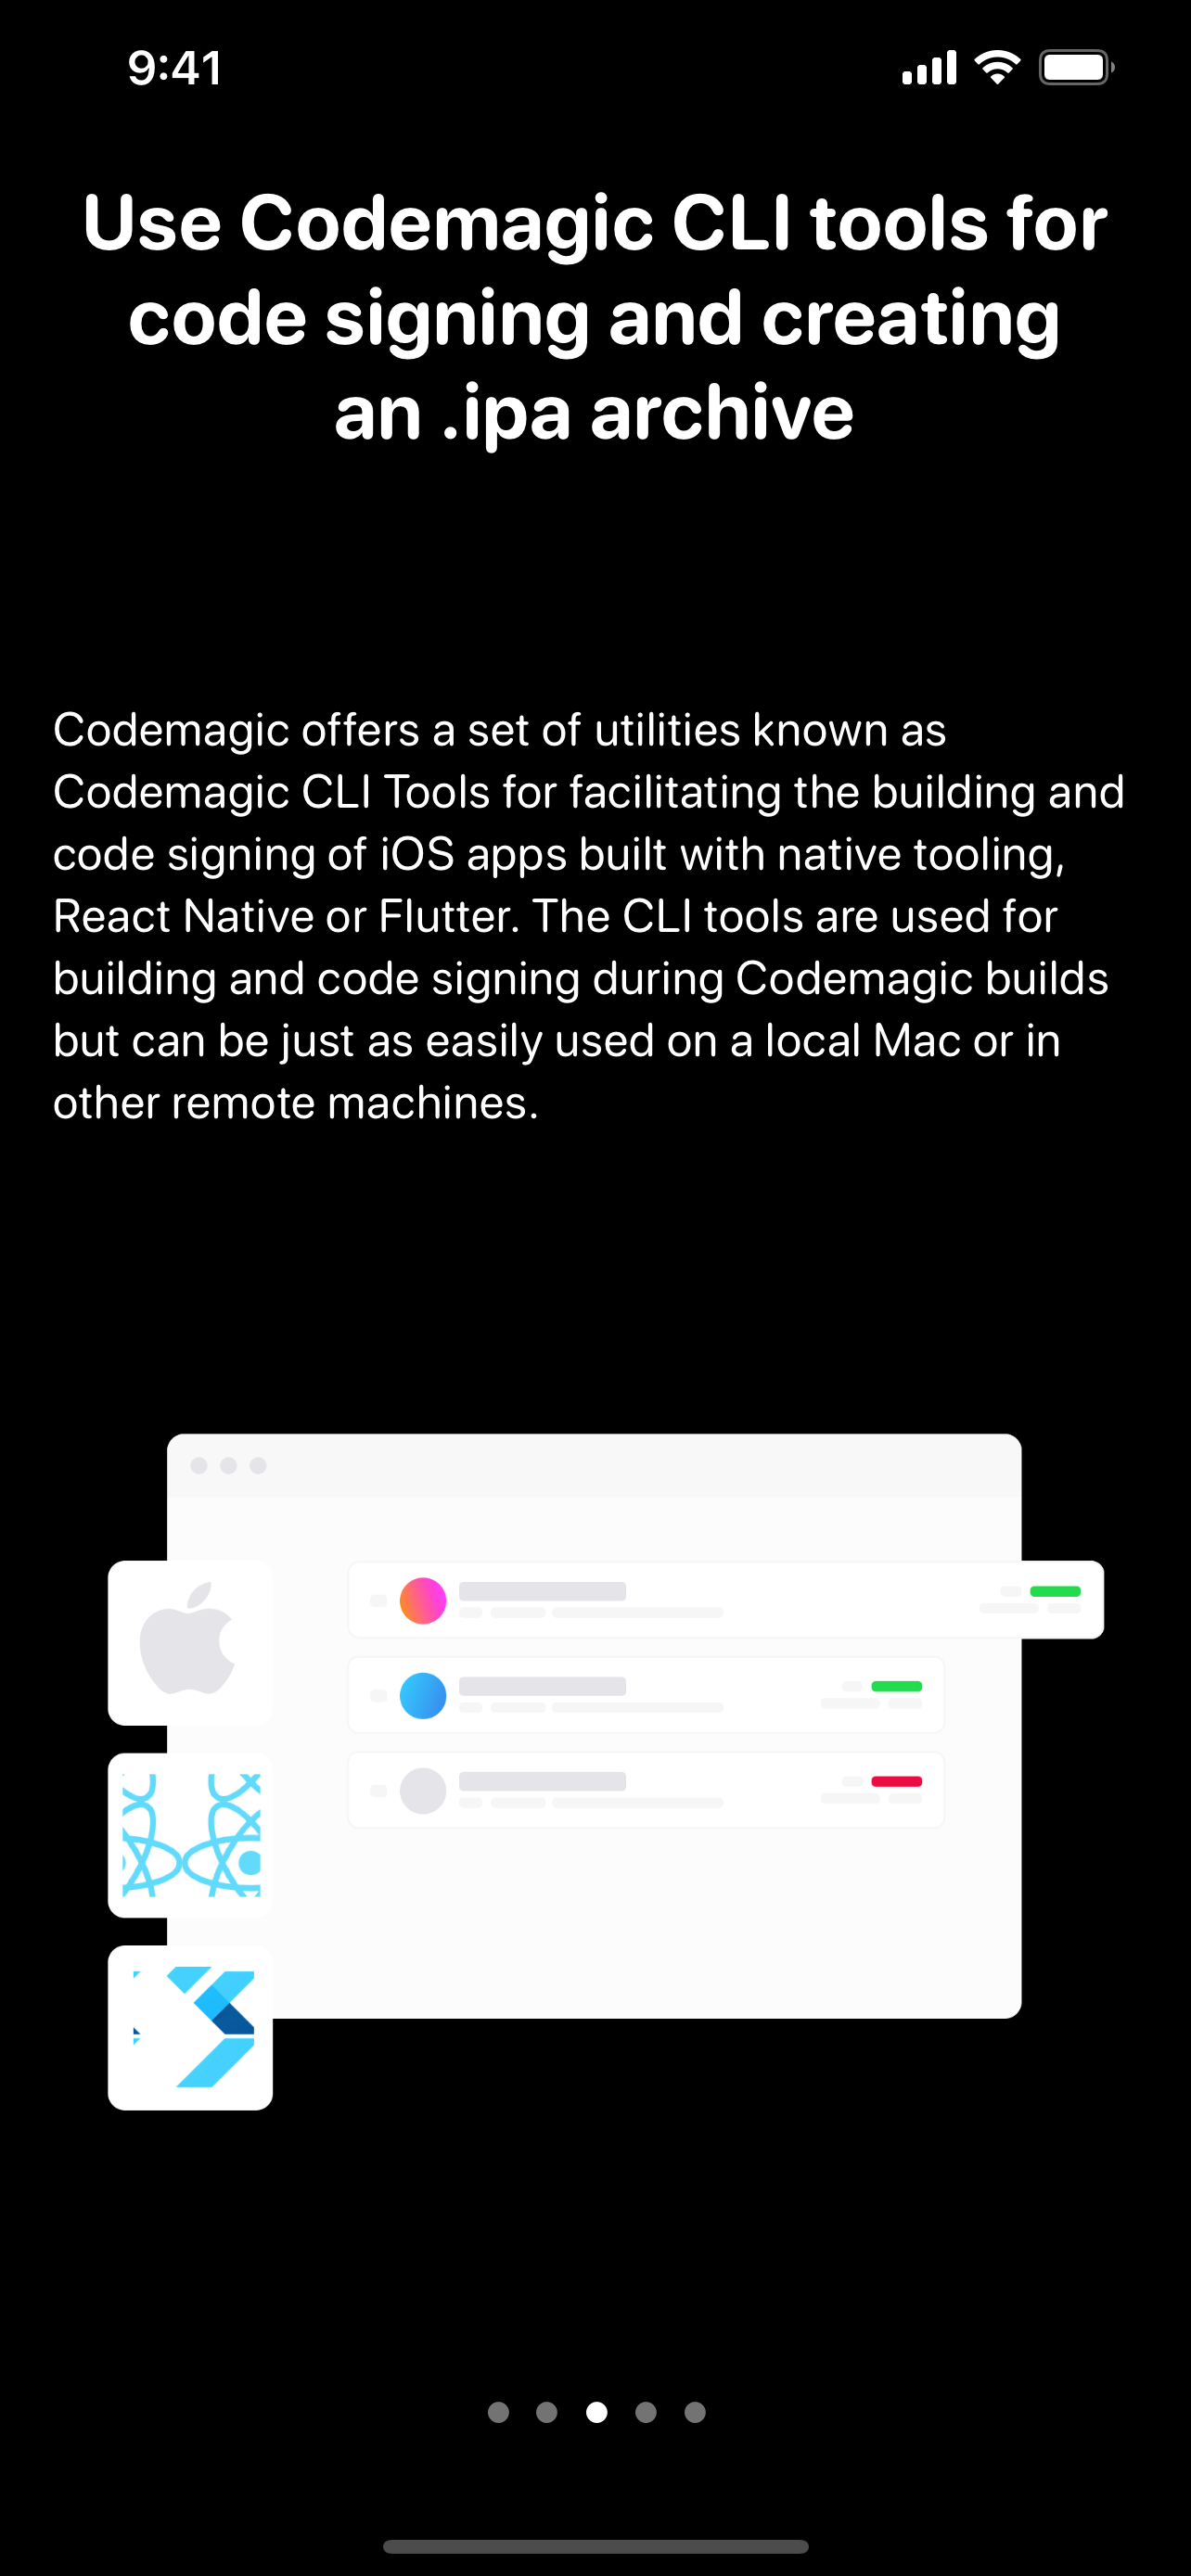 9:41
Use Codemagic CLI tools for
code signing and creating
an .ipa archive
Codemagic offers a set of utilities known as
Codemagic CLI Tools for facilitating the building and
code signing of iOS apps built with native tooling,
React Native or Flutter. The CLI tools are used for
building and code signing during Codemagic builds
but can be just as easily used on a local Mac or in
other remote machines.